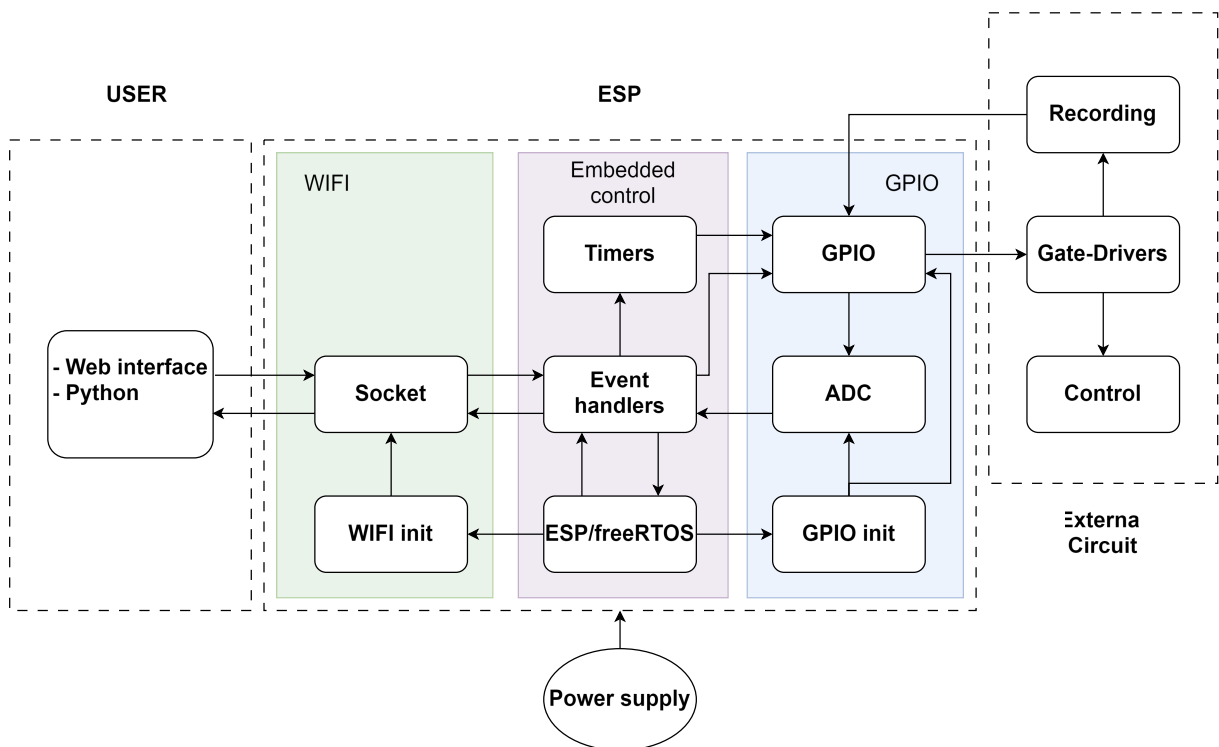 USER
ESP
WIFI
Embedded
control
GPIO
Recording
Timers
GPIO
Gate-Drivers
- Web interface
- Python
Socket
Event
handlers
ADC
Control
WIFI init
ESP/freeRTOS
GPIO init
Externa
Circuit
Power supply